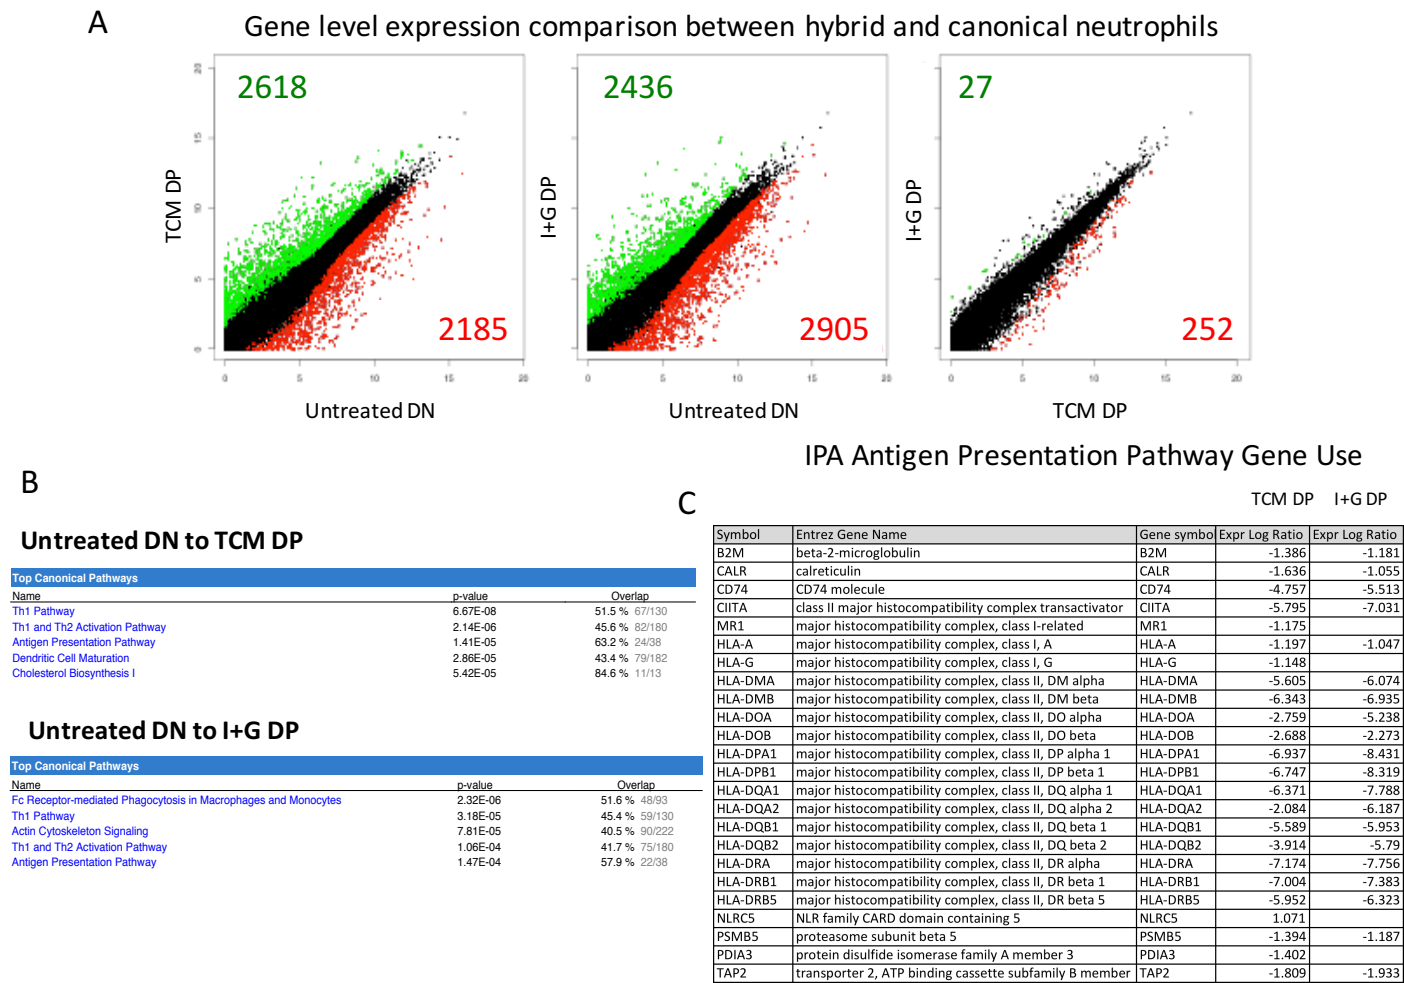 A
Gene level expression comparison between hybrid and canonical neutrophils
2618
2185
TCM DP
Untreated DN
0 5 10 15 20
0 5 10 15 20
2436
2905
I+G DP
Untreated DN
0 5 10 15 20
27
252
I+G DP
TCM DP
0 5 10 15 20
B
Untreated DN to TCM DP
Top Canonical Pathways
Name p-value Overlap
Th1 Pathway 6.67E-08 51.5 % 67/130
Th1 and Th2 Activation Pathway 2.14E-06 45.6 % 82/180
Antigen Presentation Pathway 1.41E-05 63.2 % 24/38
Dendritic Cell Maturation 2.86E-05 43.4 % 79/182
Cholesterol Biosynthesis I 5.42E-05 84.6 % 11/13
Untreated DN to I+G DP
Top Canonical Pathways
Name p-value Overlap
Fc Receptor-mediated Phagocytosis in Macrophages and Monocytes 2.32E-06 51.6 % 48/93
Th1 Pathway 3.18E-05 45.4 % 59/130
Actin Cytoskeleton Signaling 7.81E-05 40.5 % 90/222
Th1 and Th2 Activation Pathway 1.06E-04 41.7 % 75/180
Antigen Presentation Pathway 1.47E-04 57.9 % 22/38
IPA Antigen Presentation Pathway Gene Use
C
TCM DP I+G DP
Symbol Entrez Gene Name Gene symbol Expr Log Ratio Expr Log Ratio
B2M beta-2-microglobulin B2M -1.386 -1.181
CALR calreticulin CALR -1.636 -1.055
CD74 CD74 molecule CD74 -4.757 -5.513
CIITA class II major histocompatibility complex transactivator CIITA -5.795 -7.031
MR1 major histocompatibility complex, class I-related MR1 -1.175
HLA-A major histocompatibility complex, class I, A HLA-A -1.197 -1.047
HLA-G major histocompatibility complex, class I, G HLA-G -1.148
HLA-DMA major histocompatibility complex, class II, DM alpha HLA-DMA -5.605 -6.074
HLA-DMB major histocompatibility complex, class II, DM beta HLA-DMB -6.343 -6.935
HLA-DOA major histocompatibility complex, class II, DO alpha HLA-DOA -2.759 -5.238
HLA-DOB major histocompatibility complex, class II, DO beta HLA-DOB -2.688 -2.273
HLA-DPA1 major histocompatibility complex, class II, DP alpha 1 HLA-DPA1 -6.937 -8.431
HLA-DPB1 major histocompatibility complex, class II, DP beta 1 HLA-DPB1 -6.747 -8.319
HLA-DQA1 major histocompatibility complex, class II, DQ alpha 1 HLA-DQA1 -6.371 -7.788
HLA-DQA2 major histocompatibility complex, class II, DQ alpha 2 HLA-DQA2 -2.084 -6.187
HLA-DQB1 major histocompatibility complex, class II, DQ beta 1 HLA-DQB1 -5.589 -5.953
HLA-DQB2 major histocompatibility complex, class II, DQ beta 2 HLA-DQB2 -3.914 -5.79
HLA-DRA major histocompatibility complex, class II, DR alpha HLA-DRA -7.174 -7.756
HLA-DRB1 major histocompatibility complex, class II, DR beta 1 HLA-DRB1 -7.004 -7.383
HLA-DRB5 major histocompatibility complex, class II, DR beta 5 HLA-DRB5 -5.952 -6.323
NLRC5 NLR family CARD domain containing 5 NLRC5 1.071
PSMB5 proteasome subunit beta 5 PSMB5 -1.394 -1.187
PDIA3 protein disulfide isomerase family A member 3 PDIA3 -1.402
TAP2 transporter 2, ATP binding cassette subfamily B member TAP2 -1.809 -1.933